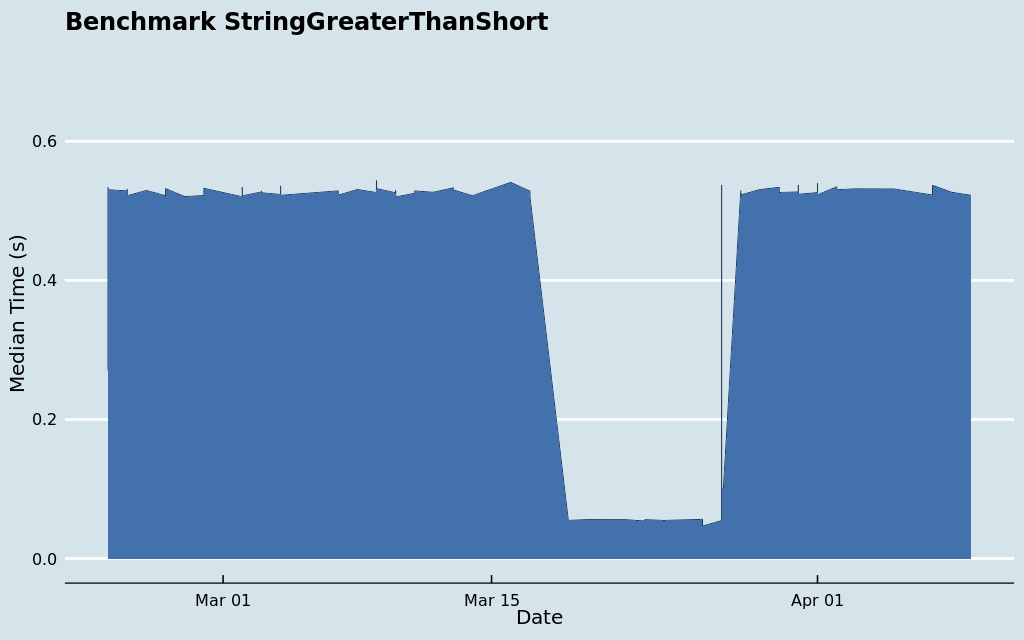 Benchmark StringGreaterThanShort
0.6
0.4
0.2
0.0
Median Time (s)
Mar 01
Mar 15
Apr 01
Date